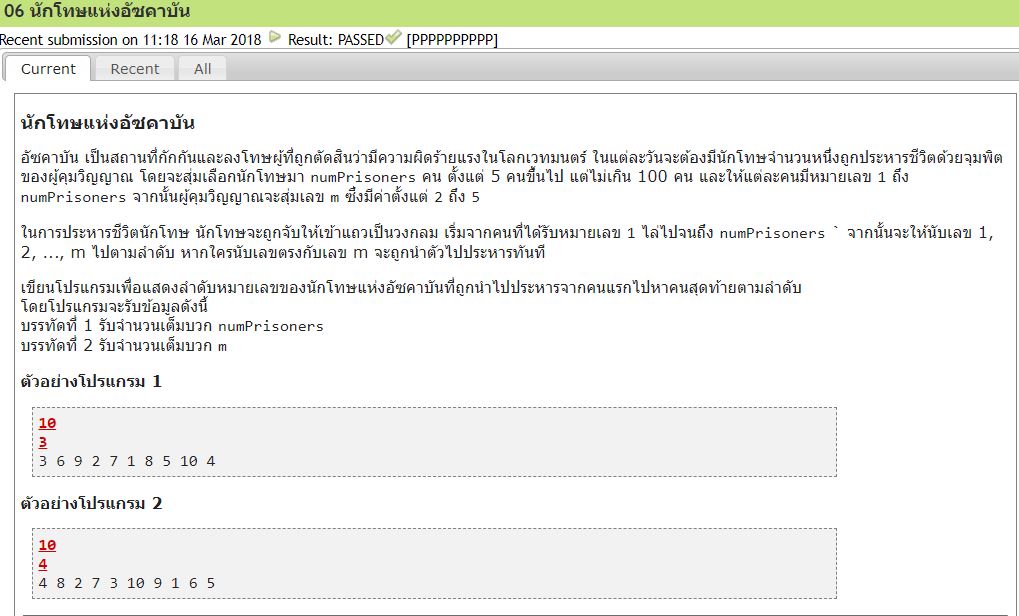 06 นักโทษแห่งอัซคาบัน
Recent submission on 11:18 16 Mar 2018 Result: PASSED [PPPPPPPPPP]
Current Recent All
นักโทษแห่งอัซคาบัน
อัซคาบัน เป็นสถานที่กักกันและลงโทษผู้ที่ถูกตัดสินว่ามีความผิดร้ายแรงในโลกเวทมนตร์ ในแต่ละวันจะต้องมีนักโทษจำนวนหนึ่งถูกประหารชีวิตด้วยจุมพิต
ของผู้คุมวิญญาณ โดยจะสุ่มเลือกนักโทษมา numPrisoners คน ตั้งแต่ 5 คนขึ้นไป แต่ไม่เกิน 100 คน และให้แต่ละคนมีหมายเลข 1 ถึง
numPrisoners จากนั้นผู้คุมวิญญาณจะสุ่มเลข m ซึ่งมีค่าตั้งแต่ 2 ถึง 5
ในการประหารชีวิตนักโทษ นักโทษจะถูกจับให้เข้าแถวเป็นวงกลม เริ่มจากคนที่ได้รับหมายเลข 1 ไล่ไปจนถึง numPrisoners ` จากนั้นจะให้นับเลข 1,
2, ..., m ไปตามลำดับ หากใครนับเลขตรงกับเลข m จะถูกนำตัวไปประหารทันที
เขียนโปรแกรมเพื่อแสดงลำดับหมายเลขของนักโทษแห่งอัซคาบันที่ถูกนำไปประหารจากคนแรกไปหาคนสุดท้ายตามลำดับ
โดยโปรแกรมจะรับข้อมูลดังนี้
บรรทัดที่ 1 รับจำนวนเต็มบวก numPrisoners
บรรทัดที่ 2 รับจำนวนเต็มบวก m
ตัวอย่างโปรแกรม 1
10
3
3 6 9 2 7 1 8 5 10 4
ตัวอย่างโปรแกรม 2
10
4
4 8 2 7 3 10 9 1 6 5